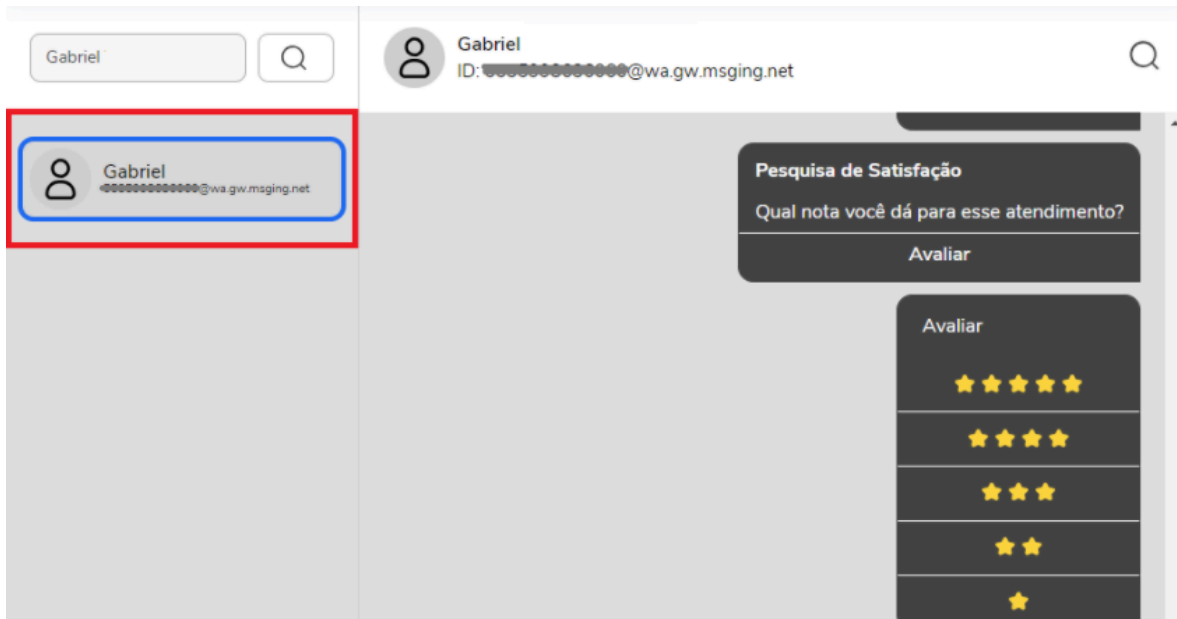 Gabriel
Gabriel
@wa.gw.msging.net
Gabriel
ID: @wa.gw.msging.net
Pesquisa de Satisfação
Qual nota você dá para esse atendimento?
Avaliar
Avaliar